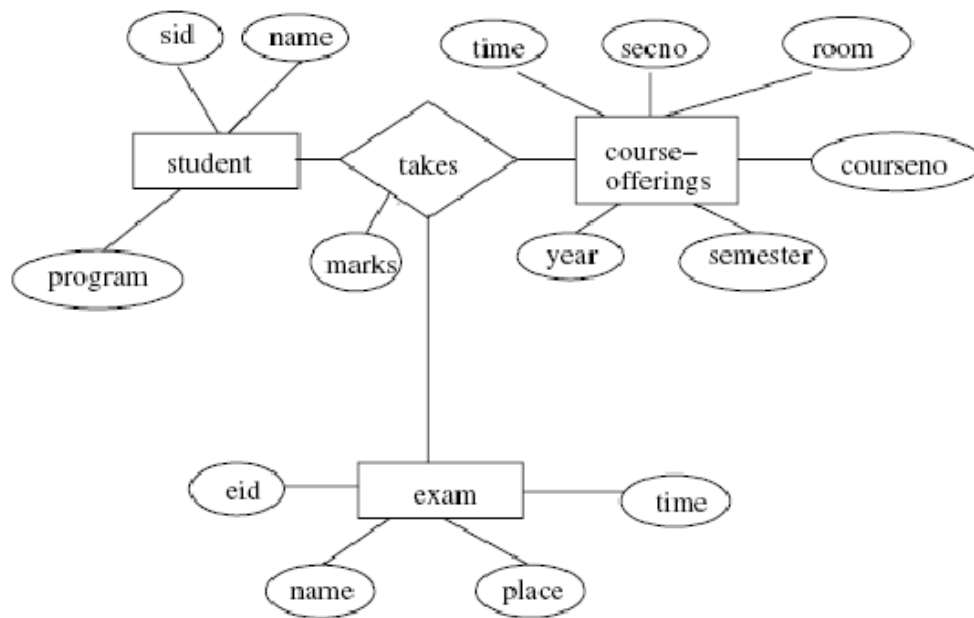 sid
name
time
secno
room
student
takes
course-
offerings
courseno
program
marks
year
semester
eid
exam
time
name
place